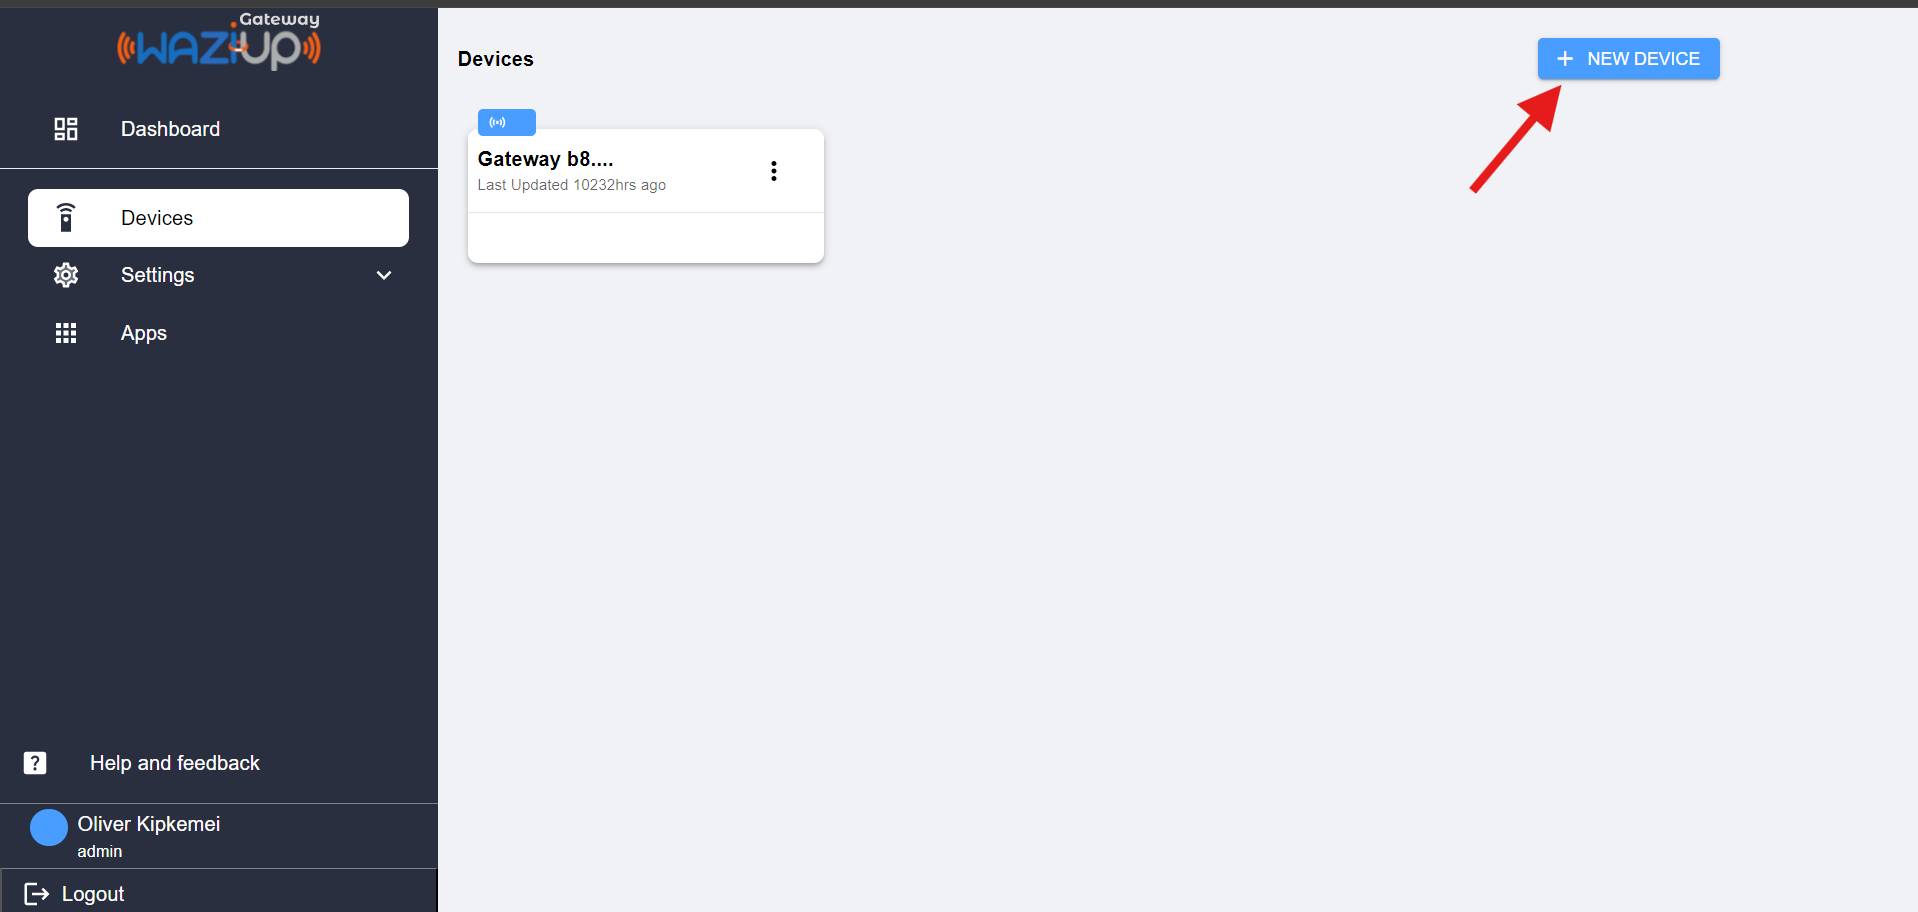 Gateway
WAZIUP
Dashboard
Devices
Settings
Apps
Help and feedback
Oliver Kipkemei
admin
Logout
Devices
NEW DEVICE
Gateway b8....
Last Updated 10232hrs ago